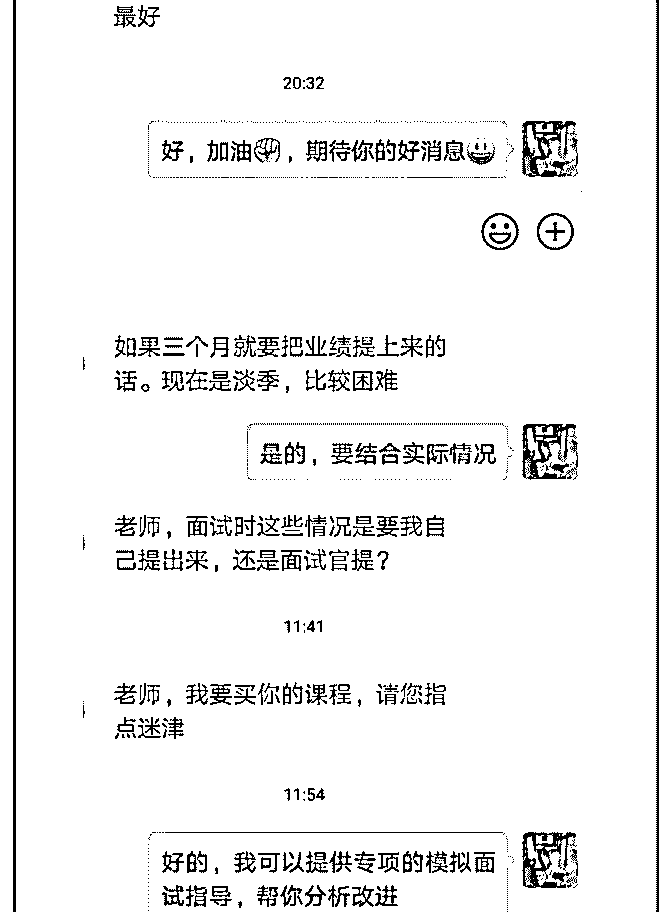 最好
20:32
好，加油✊，期待你的好消息😀
如果三个月就要把业绩提上来的
话。现在是淡季，比较困难
是的，要结合实际情况
老师，面试时这些情况是要我自
己提出来，还是面试官提？
11:41
老师，我要买你的课程，请您指
点迷津
11:54
好的，我可以提供专项的模拟面
试指导，帮你分析改进